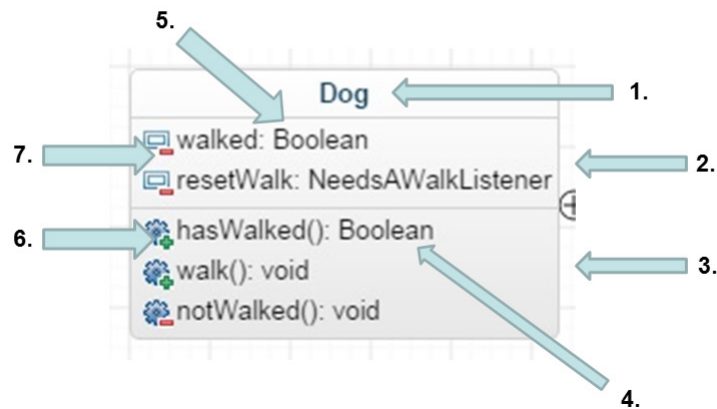 5.
Dog
1.
walked: Boolean
7.
2.
resetWalk: NeedsAWalkListener
6.
hasWalked(): Boolean
3.
walk(): void
notWalked(): void
4.